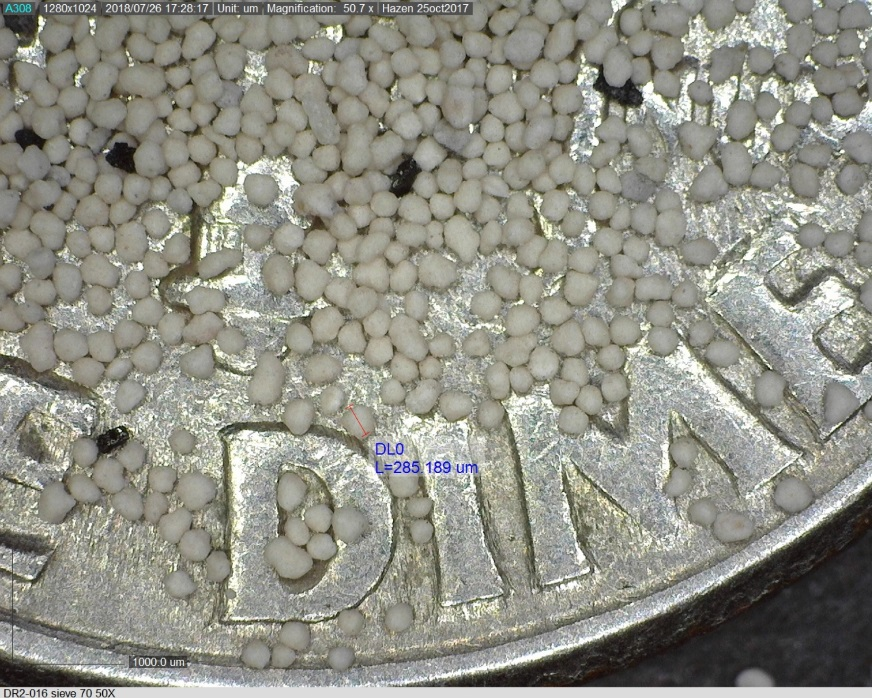 A308 1280x1024 2018/07/26 17:28:17 Unit: um Magnification: 50.7 x Hazen 25oct2017
DL0
L=285.189 um
DIME
1000.0 um
DR2-016 sieve 70 50X